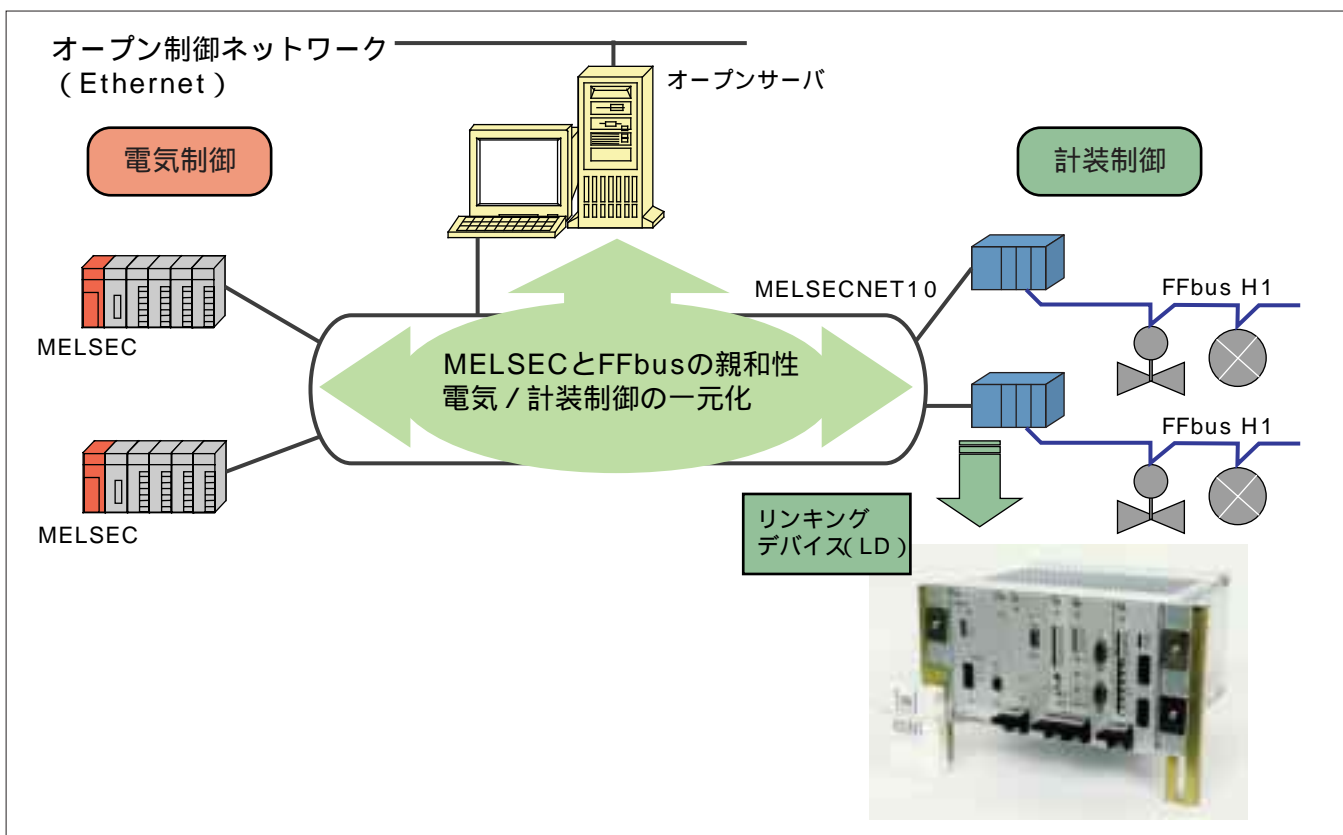 オープン制御ネットワーク
（Ethernet）
オープンサーバ
電気制御
計装制御
MELSECNET10
FFbus H1
MELSEC
MELSECとFFbusの親和性
電気／計装制御の一元化
FFbus H1
MELSEC
リンキング
デバイス（LD）